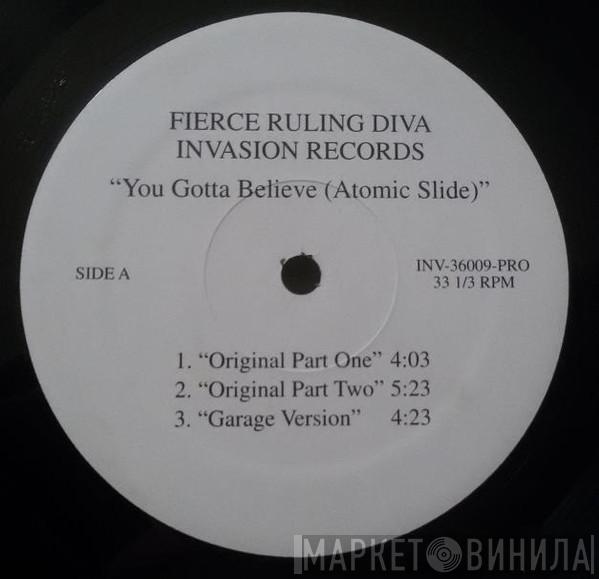 FIERCE RULING DIVA
INVASION RECORDS
“You Gotta Believe (Atomic Slide)”
SIDE A
INV-36009-PRO
33 1/3 RPM
1. “Original Part One” 4:03
2. “Original Part Two” 5:23
3. “Garage Version” 4:23
МАРКЕТ ВИНИЛА